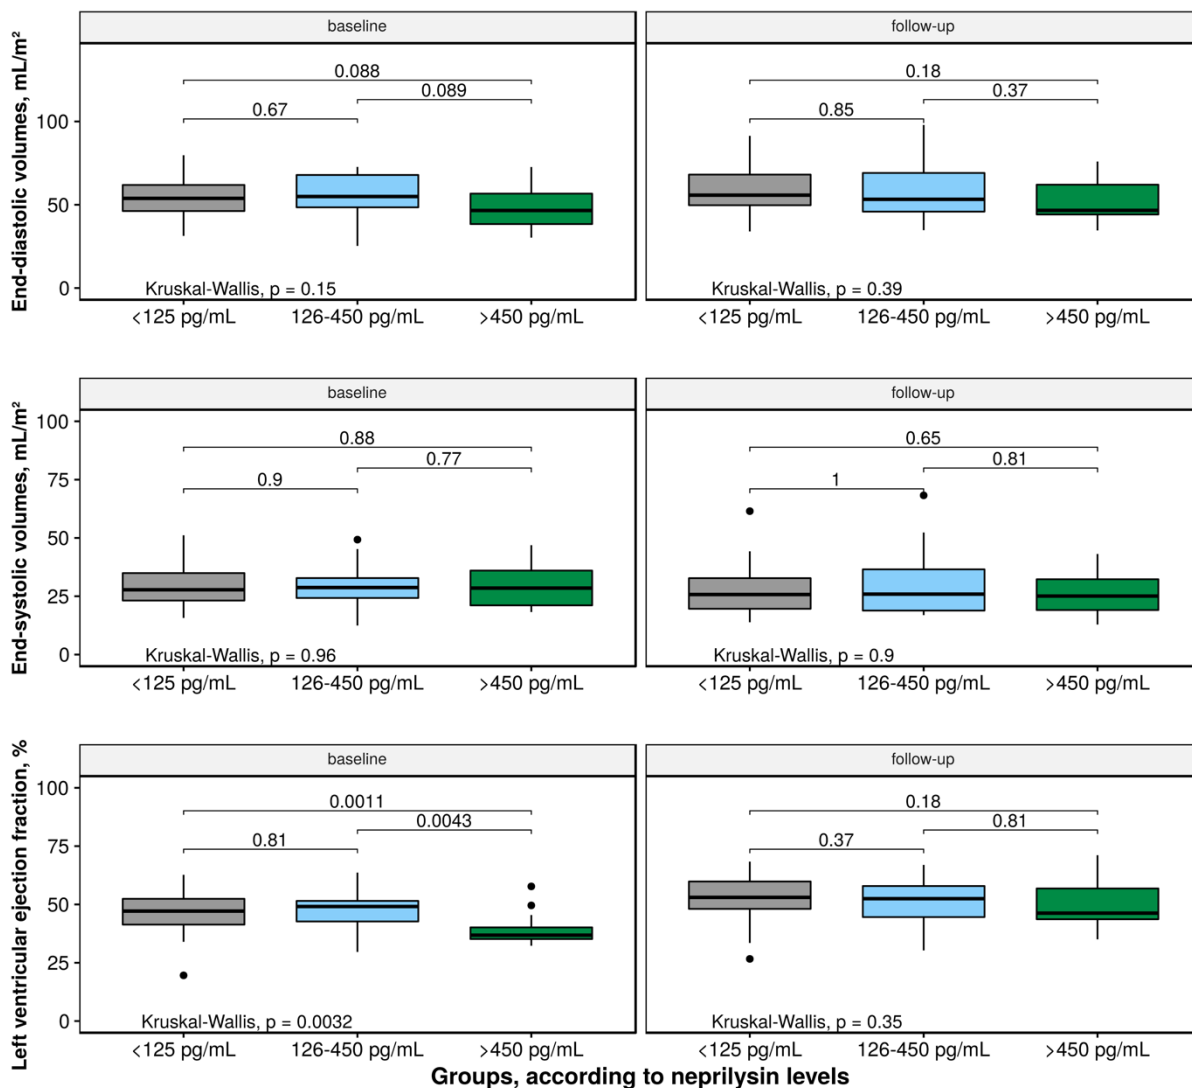 baseline
follow-up
End-diastolic volumes, mL/m²
100
50
0
0.088
0.089
0.67
Kruskal-Wallis, p = 0.15
<125 pg/mL 126-450 pg/mL >450 pg/mL
0.18
0.37
0.85
Kruskal-Wallis, p = 0.39
<125 pg/mL 126-450 pg/mL >450 pg/mL
baseline
follow-up
End-systolic volumes, mL/m²
100
75
50
25
0
0.88
0.77
0.9
Kruskal-Wallis, p = 0.96
<125 pg/mL 126-450 pg/mL >450 pg/mL
0.65
0.81
1
Kruskal-Wallis, p = 0.9
<125 pg/mL 126-450 pg/mL >450 pg/mL
baseline
follow-up
Left ventricular ejection fraction, %
100
75
50
25
0
0.0011
0.0043
0.81
Kruskal-Wallis, p = 0.0032
<125 pg/mL 126-450 pg/mL >450 pg/mL
0.18
0.81
0.37
Kruskal-Wallis, p = 0.35
<125 pg/mL 126-450 pg/mL >450 pg/mL
Groups, according to neprilysin levels